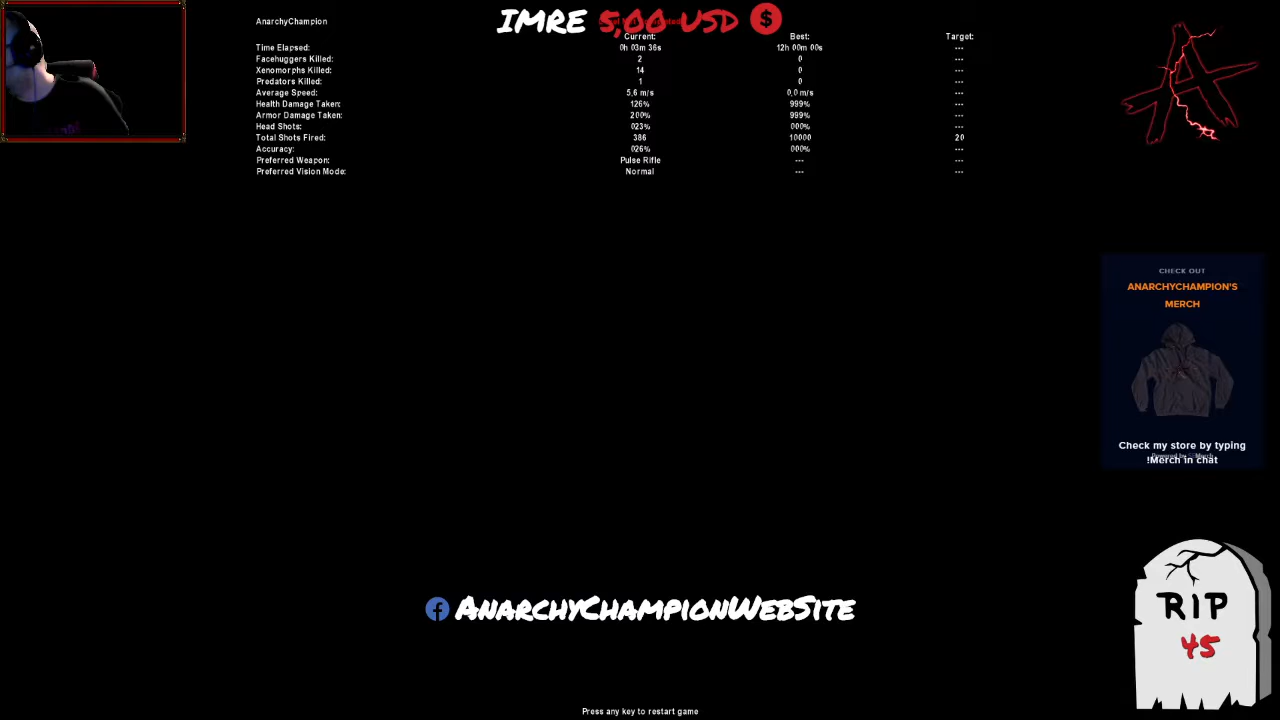 IMRE 5,00 USD $
AnarchyChampion
Current: Best: Target:
Time Elapsed: 0h 03m 36s 12h 00m 00s ---
Facehuggers Killed: 2 0 ---
Xenomorphs Killed: 14 0 ---
Predators Killed: 1 0 ---
Average Speed: 5,6 m/s 0,0 m/s ---
Health Damage Taken: 126% 999% ---
Armor Damage Taken: 200% 999% ---
Head Shots: 023% 000% ---
Total Shots Fired: 386 10000 20
Accuracy: 026% 000% ---
Preferred Weapon: Pulse Rifle --- ---
Preferred Vision Mode: Normal --- ---
CHECK OUT
ANARCHYCHAMPION'S
MERCH
Check my store by typing
!Merch in chat
AnarchyChampionWebSite
RIP
45
Press any key to restart game